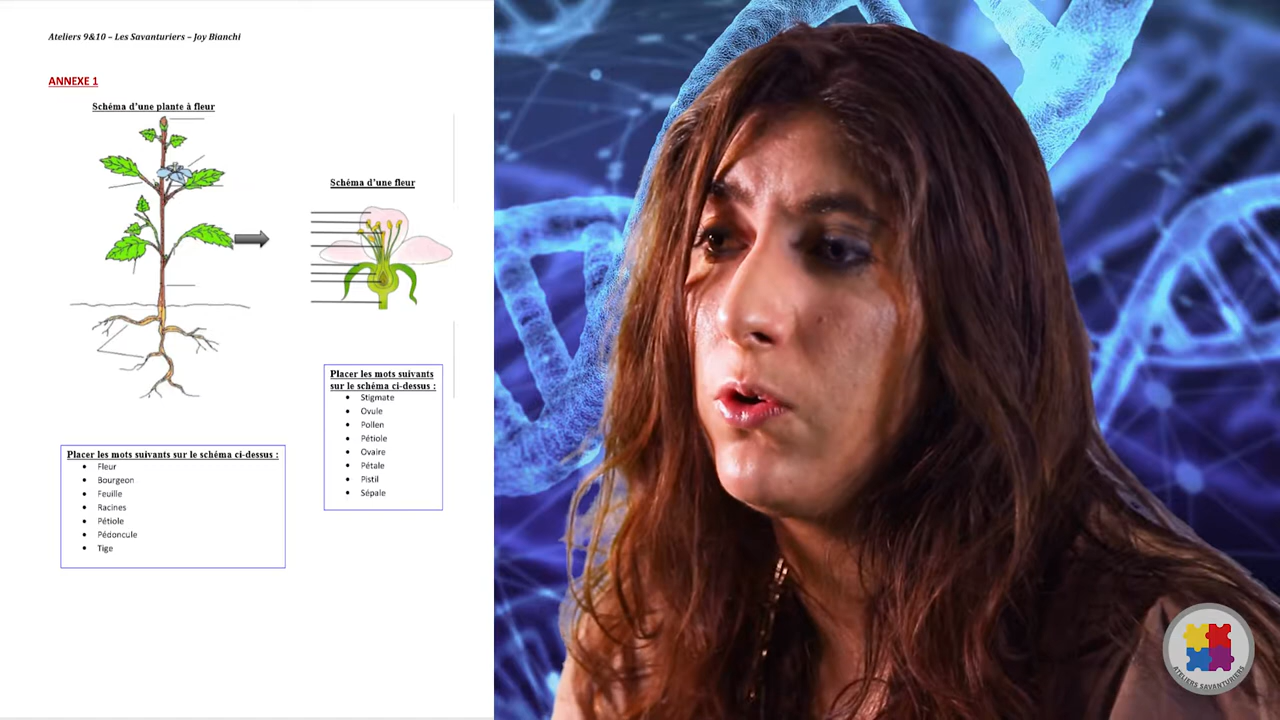 Ateliers 9&10 – Les Savanturiers – Joy Bianchi
ANNEXE 1
Schéma d'une plante à fleur
Schéma d'une fleur
Placer les mots suivants
sur le schéma ci-dessus :
• Stigmate
• Ovule
• Pollen
• Pétiole
• Ovaire
• Pétale
• Pistil
• Sépale
Placer les mots suivants sur le schéma ci-dessus :
• Fleur
• Bourgeon
• Feuille
• Racines
• Pétiole
• Pédoncule
• Tige
ATELIERS SAVANTURIERS